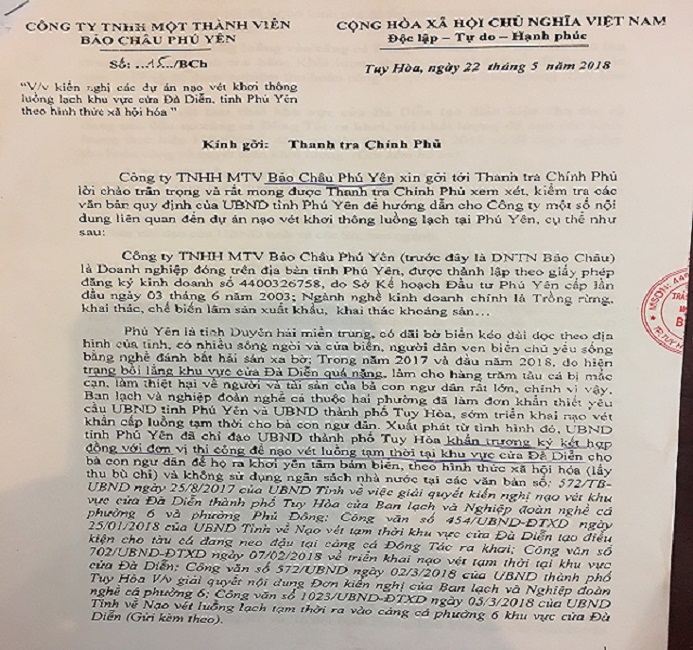 CÔNG TY TNHH MỘT THÀNH VIÊN
BẢO CHÂU PHÚ YÊN
CỘNG HÒA XÃ HỘI CHỦ NGHĨA VIỆT NAM
Độc lập – Tự do – Hạnh phúc
Số: 15/BCh
Tuy Hòa, ngày 22 tháng 5 năm 2018
"V/v kiến nghị các dự án nạo vét khơi thông
luồng lạch khu vực cửa Đà Diễn, tỉnh Phú Yên
theo hình thức xã hội hóa"
Kính gởi: Thanh tra Chính Phủ
Công ty TNHH MTV Bảo Châu Phú Yên xin gởi tới Thanh tra Chính Phủ
lời chào trân trọng và rất mong được Thanh tra Chính Phủ xem xét, kiểm tra các
văn bản quy định của UBND tỉnh Phú Yên để hướng dẫn cho Công ty một số nội
dung liên quan đến dự án nạo vét khơi thông luồng lạch tại Phú Yên, cụ thể như
sau:
Công ty TNHH MTV Bảo Châu Phú Yên (trước đây là DNTN Bảo Châu)
là Doanh nghiệp đóng trên địa bàn tỉnh Phú Yên, được thành lập theo giấy phép
đăng ký kinh doanh số 4400326758, do Sở Kế hoạch Đầu tư Phú Yên cấp lần
đầu ngày 03 tháng 6 năm 2003; Ngành nghề kinh doanh chính là Trồng rừng,
khai thác, chế biến lâm sản xuất khẩu, khai thác khoáng sản...
Phú Yên là tỉnh Duyên hải miền trung, có dãi bờ biển kéo dài dọc theo địa
hình của tỉnh, có nhiều sông ngòi và cửa biển, người dân ven biển chủ yếu sống
bằng nghề đánh bắt hải sản xa bờ; Trong năm 2017 và đầu năm 2018, do hiện
trạng bồi lắng khu vực cửa Đà Diễn quá nặng, làm cho hàng trăm tàu cá bị mắc
cạn, làm thiệt hại về người và tài sản của bà con ngư dân rất lớn, chính vì vậy.
Ban lạch và nghiệp đoàn nghề cá thuộc hai phường đã làm đơn khẩn thiết yêu
cầu UBND tỉnh Phú Yên và UBND thành phố Tuy Hòa, sớm triển khai nạo vét
khẩn cấp luồng tạm thời cho bà con ngư dân. Xuất phát từ tình hình đó, UBND
tỉnh Phú Yên đã chỉ đạo UBND thành phố Tuy Hòa khẩn trương ký kết hợp
đồng với đơn vị thi công để nạo vét luồng tạm thời tại khu vực cửa Đà Diễn cho
bà con ngư dân để họ ra khơi yên tâm bám biển, theo hình thức xã hội hóa (lấy
thu bù chi) và không sử dụng ngân sách nhà nước tại các văn bản số: 572/TB-
UBND ngày 25/8/2017 của UBND Tỉnh về việc giải quyết kiến nghị nạo vét khu
vực cửa Đà Diễn thành phố Tuy Hòa của Ban lạch và Nghiệp đoàn nghề cá
phường 6 và phường Phú Đông; Công văn số 454/UBND-ĐTXD ngày
25/01/2018 của UBND Tỉnh về Nạo vét tạm thời khu vực cửa Đà Diễn tạo điều
kiện cho tàu cá đang neo đậu tại cảng cá Đông Tác ra khơi; Công văn số
702/UBND-ĐTXD ngày 07/02/2018 về triển khai nạo vét tạm thời tại khu vực
cửa Đà Diễn; Công văn số 572/UBND ngày 02/3/2018 của UBND thành phố
Tuy Hòa V/v giải quyết nội dung Đơn kiến nghị của Ban lạch và Nghiệp đoàn
nghề cá phường 6; Công văn số 1023/UBND-ĐTXD ngày 05/3/2018 của UBND
Tỉnh về Nạo vét luồng lạch tạm thời ra vào cảng cá phường 6 khu vực cửa Đà
Diễn (Gửi kèm theo).